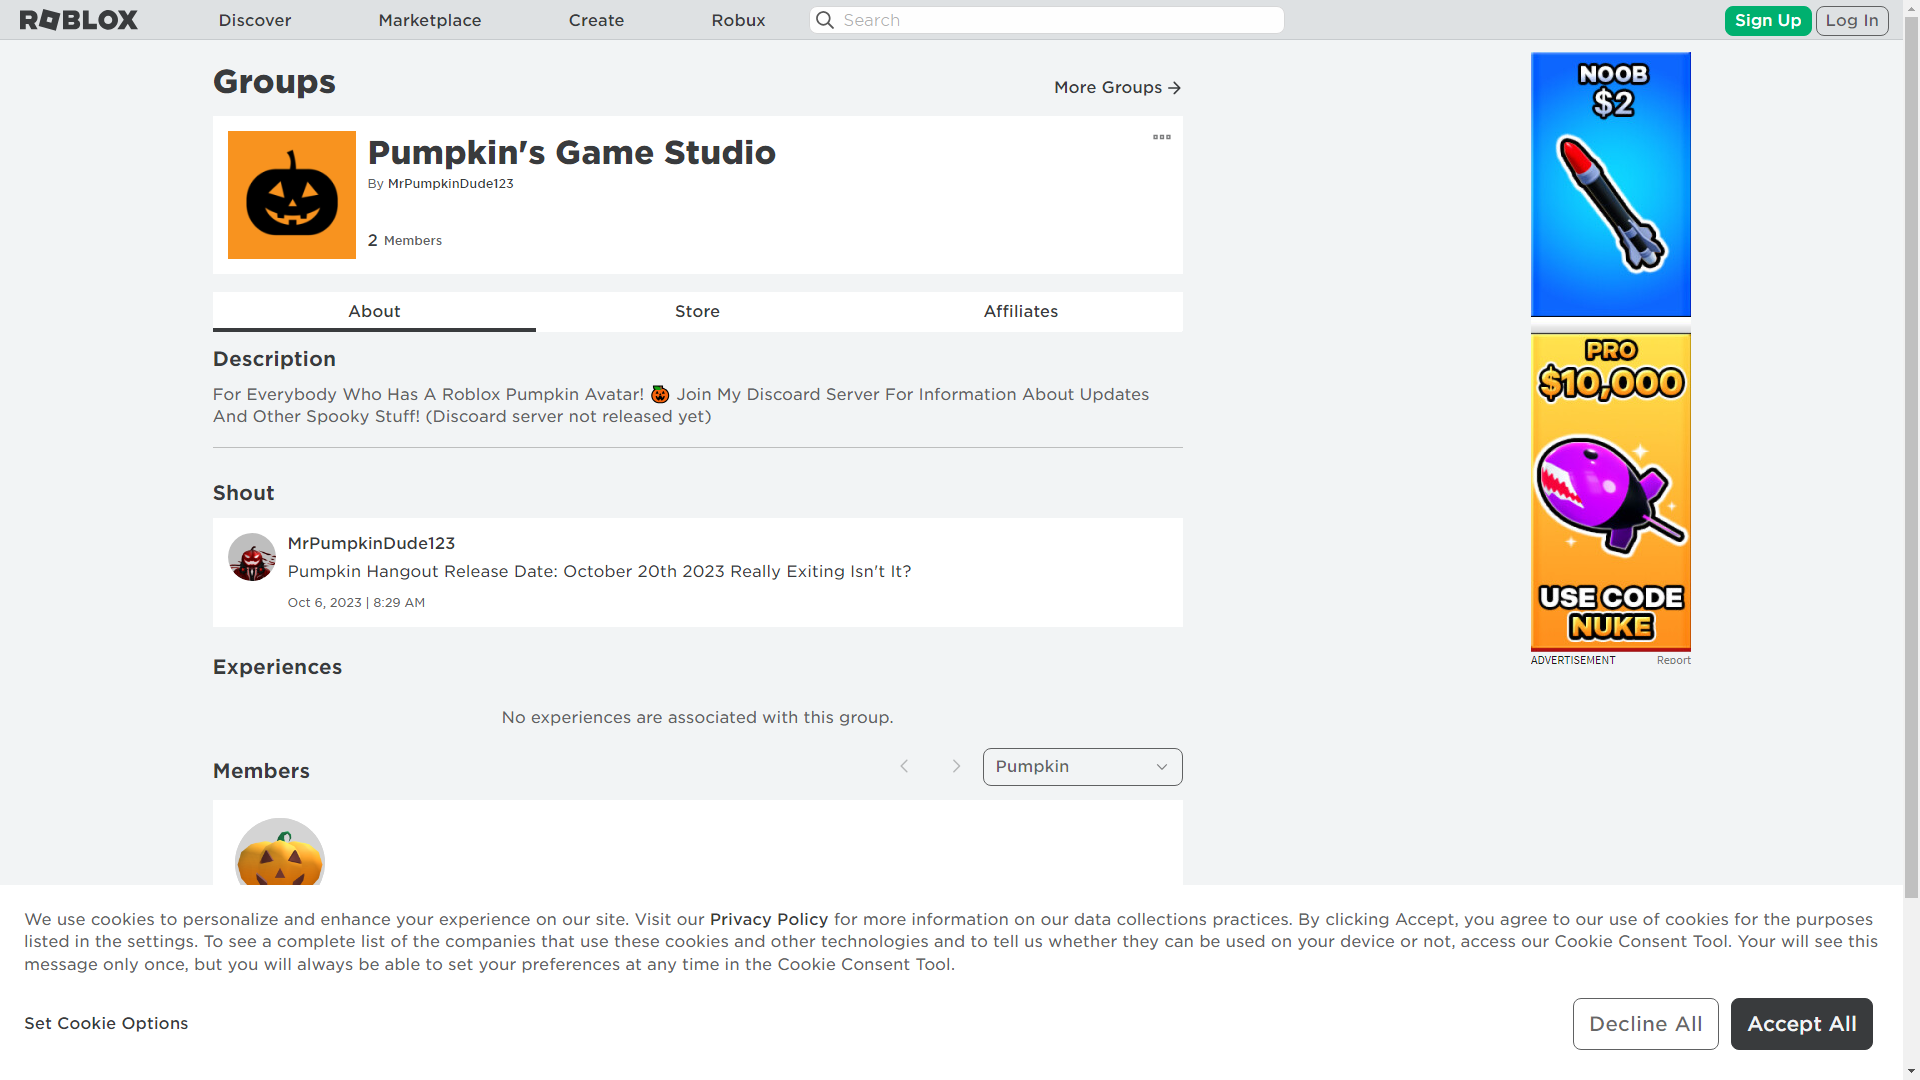 ROBLOX
Discover
Marketplace
Create
Robux
Search
Sign Up
Log In
Groups
More Groups
Pumpkin's Game Studio
By MrPumpkinDude123
2 Members
About
Store
Affiliates
Description
For Everybody Who Has A Roblox Pumpkin Avatar! 🎃 Join My Discoard Server For Information About Updates
And Other Spooky Stuff! (Discoard server not released yet)
Shout
MrPumpkinDude123
Pumpkin Hangout Release Date: October 20th 2023 Really Exiting Isn't It?
Oct 6, 2023 | 8:29 AM
Experiences
No experiences are associated with this group.
Members
Pumpkin
NOOB
$2
PRO
$10,000
USE CODE
NUKE
ADVERTISEMENT
Report
We use cookies to personalize and enhance your experience on our site. Visit our Privacy Policy for more information on our data collections practices. By clicking Accept, you agree to our use of cookies for the purposes
listed in the settings. To see a complete list of the companies that use these cookies and other technologies and to tell us whether they can be used on your device or not, access our Cookie Consent Tool. Your will see this
message only once, but you will always be able to set your preferences at any time in the Cookie Consent Tool.
Set Cookie Options
Decline All
Accept All